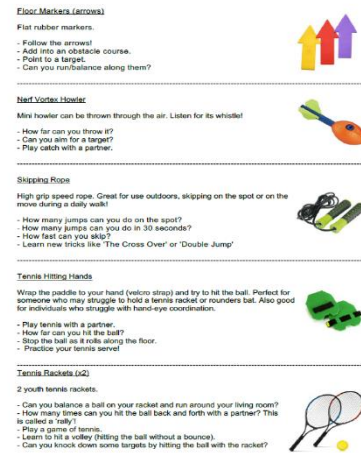 Floor Markers (arrows)
Flat rubber markers.
- Follow the arrows!
- Add into an obstacle course.
- Point to a target.
- Can you run/balance along them?
Nerf Vortex Howler
Mini howler can be thrown through the air. Listen for its whistle!
- How far can you throw it?
- Can you aim for a target?
- Play catch with a partner.
Skipping Rope
High grip speed rope. Great for use outdoors, skipping on the spot or on the
move during a daily walk!
- How many jumps can you do on the spot?
- How many jumps can you do in 30 seconds?
- How fast can you skip?
- Learn new tricks like 'The Cross Over' or 'Double Jump'
Tennis Hitting Hands
Wrap the paddle to your hand (velcro strep) and try to hit the ball. Perfect for
someone who may struggle to hold a tennis racket or rounders bat. Also good
for individuals who struggle with hand-eye coordination.
- Play tennis with a partner.
- How far can you hit the ball?
- Stop the ball as it rolls along the floor.
- Practice your tennis serve!
Tennis Rackets (x2)
2 youth tennis rackets.
- Can you balance a ball on your racket and run around your living room?
- How many times can you hit the ball back and forth with a partner? This
is called a 'rally'!
- Play a game of tennis.
- Learn to hit a volley (hitting the ball without a bounce).
- Can you knock down some targets by hitting the ball with the racket?